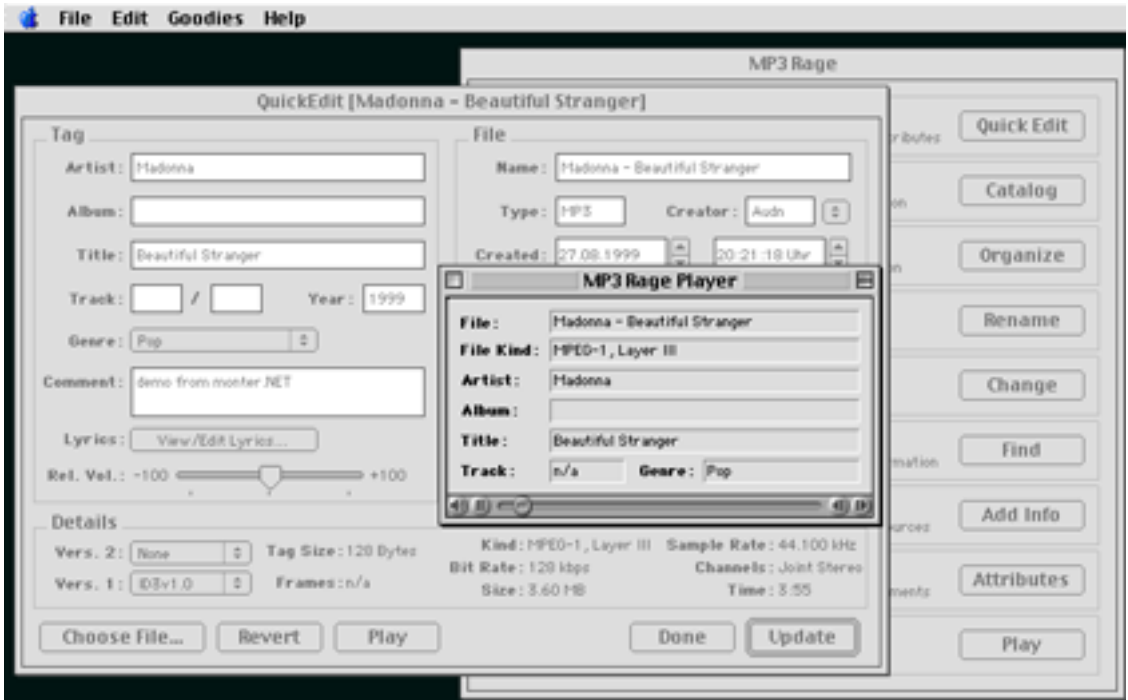 File Edit Goodies Help
MP3 Rage
QuickEdit [Madonna - Beautiful Stranger]
Tag
Artist: Madonna
Album:
Title: Beautiful Stranger
Track: / Year: 1999
Genre: Pop
Comment: demo from monter.NET
Lyrics: View/Edit Lyrics...
Rel. Vol.: -100 +100
File
Name: Madonna - Beautiful Stranger
Type: MP3 Creator: Audn
Created: 27.08.1999 20:21:18 Uhr
MP3 Rage Player
File: Madonna - Beautiful Stranger
File Kind: MPEG-1, Layer III
Artist: Madonna
Album:
Title: Beautiful Stranger
Track: n/a Genre: Pop
Details
Vers. 2: None Tag Size: 128 Bytes
Vers. 1: ID3v1.0 Frames: n/a
Kind: MPEG-1, Layer III Sample Rate: 44.100 kHz
Bit Rate: 128 kbps Channels: Joint Stereo
Size: 3.60 MB Time: 3:55
Choose File... Revert Play Done Update
ributes Quick Edit
on Catalog
n Organize
Rename
Change
mation Find
urces Add Info
ments Attributes
Play